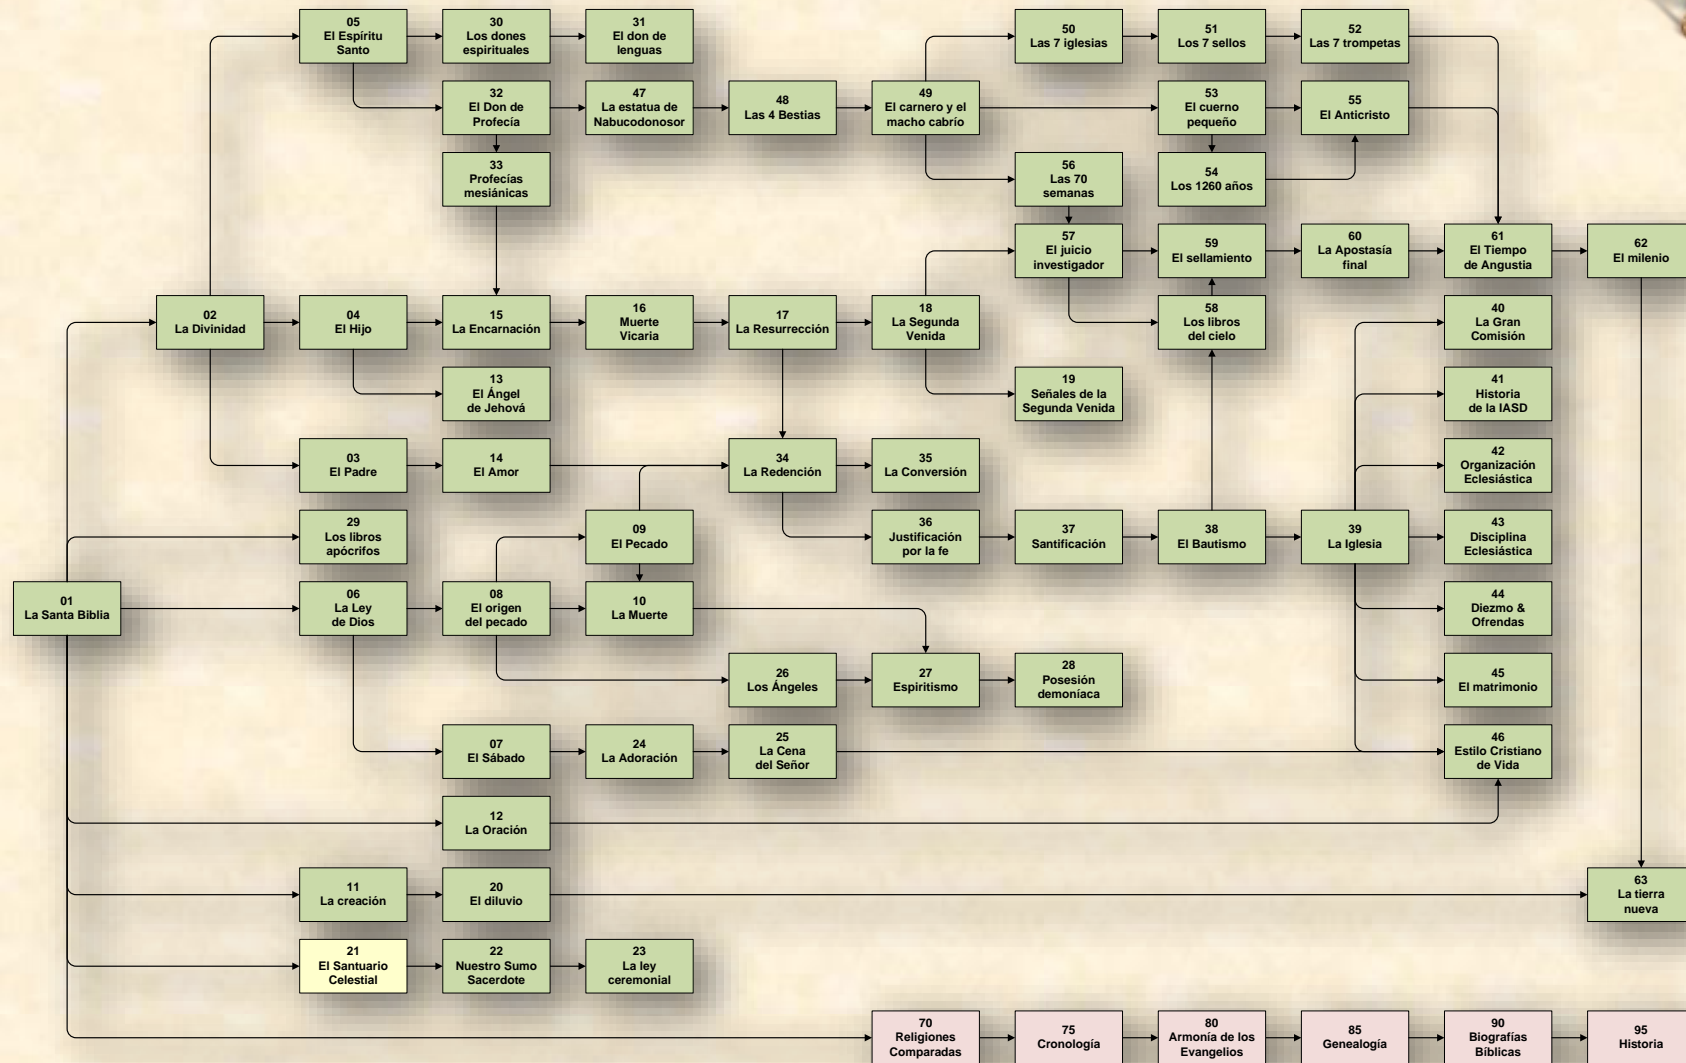 05
El Espíritu
Santo
30
Los dones
espirituales
31
El don de
lenguas
50
Las 7 iglesias
51
Los 7 sellos
52
Las 7 trompetas
32
El Don de
Profecía
47
La estatua de
Nabucodonosor
48
Las 4 Bestias
49
El carnero y el
macho cabrío
53
El cuerno
pequeño
55
El Anticristo
33
Profecías
mesiánicas
56
Las 70
semanas
54
Los 1260 años
57
El juicio
investigador
59
El sellamiento
60
La Apostasía
final
61
El Tiempo
de Angustia
62
El milenio
02
La Divinidad
04
El Hijo
15
La Encarnación
16
Muerte
Vicaria
17
La Resurrección
18
La Segunda
Venida
58
Los libros
del cielo
40
La Gran
Comisión
13
El Ángel
de Jehová
19
Señales de la
Segunda Venida
41
Historia
de la IASD
03
El Padre
14
El Amor
34
La Redención
35
La Conversión
42
Organización
Eclesiástica
29
Los libros
apócrifos
09
El Pecado
36
Justificación
por la fe
37
Santificación
38
El Bautismo
39
La Iglesia
43
Disciplina
Eclesiástica
01
La Santa Biblia
06
La Ley
de Dios
08
El origen
del pecado
10
La Muerte
44
Diezmo &
Ofrendas
26
Los Ángeles
27
Espiritismo
28
Posesión
demoníaca
45
El matrimonio
07
El Sábado
24
La Adoración
25
La Cena
del Señor
46
Estilo Cristiano
de Vida
12
La Oración
11
La creación
20
El diluvio
63
La tierra
nueva
21
El Santuario
Celestial
22
Nuestro Sumo
Sacerdote
23
La ley
ceremonial
70
Religiones
Comparadas
75
Cronología
80
Armonía de los
Evangelios
85
Genealogía
90
Biografías
Bíblicas
95
Historia